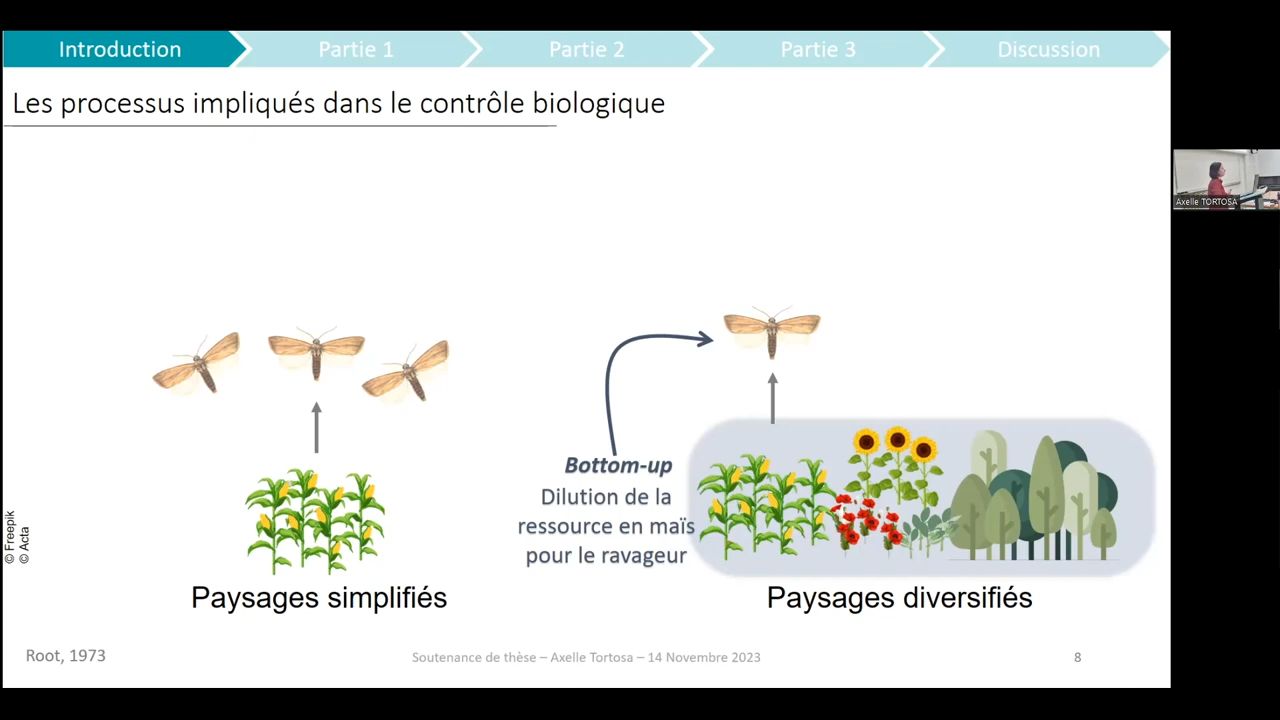 Introduction
Partie 1
Partie 2
Partie 3
Discussion
Les processus impliqués dans le contrôle biologique
Axelle TORTOSA
Bottom-up
Dilution de la
ressource en maïs
pour le ravageur
© Freepik
© Acta
Paysages simplifiés
Paysages diversifiés
Root, 1973
Soutenance de thèse – Axelle Tortosa – 14 Novembre 2023
8